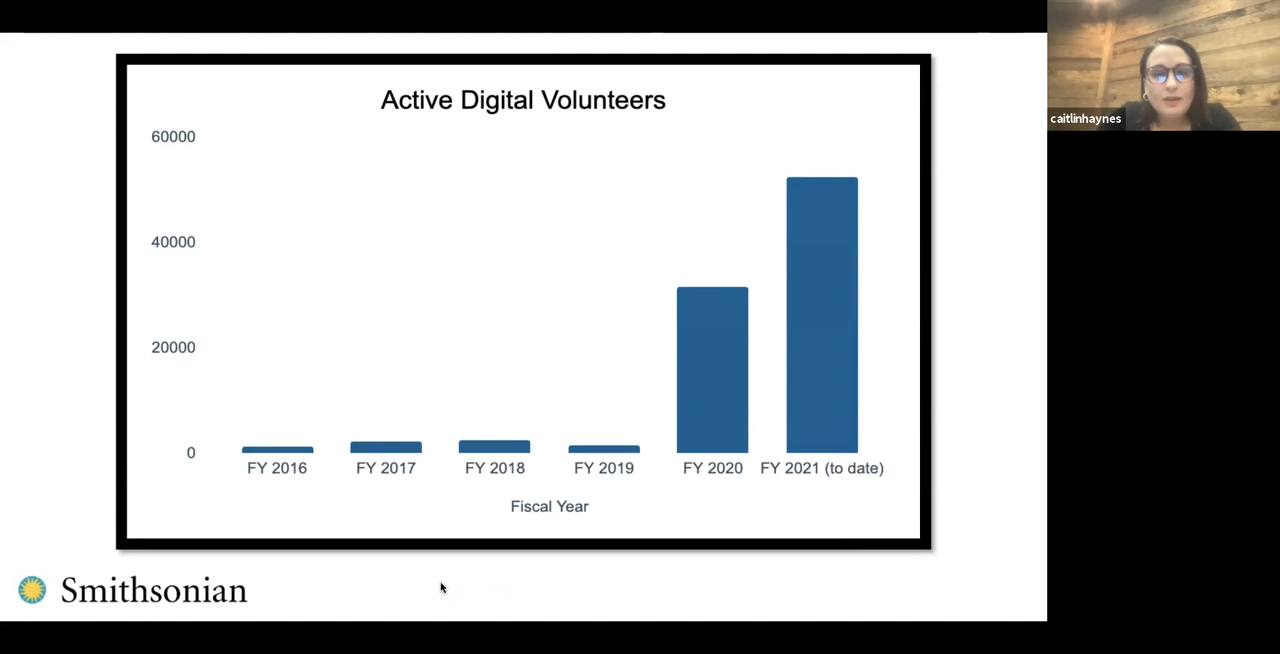 Active Digital Volunteers
60000
40000
20000
0
FY 2016 FY 2017 FY 2018 FY 2019 FY 2020 FY 2021 (to date)
Fiscal Year
Smithsonian
caitlinhaynes